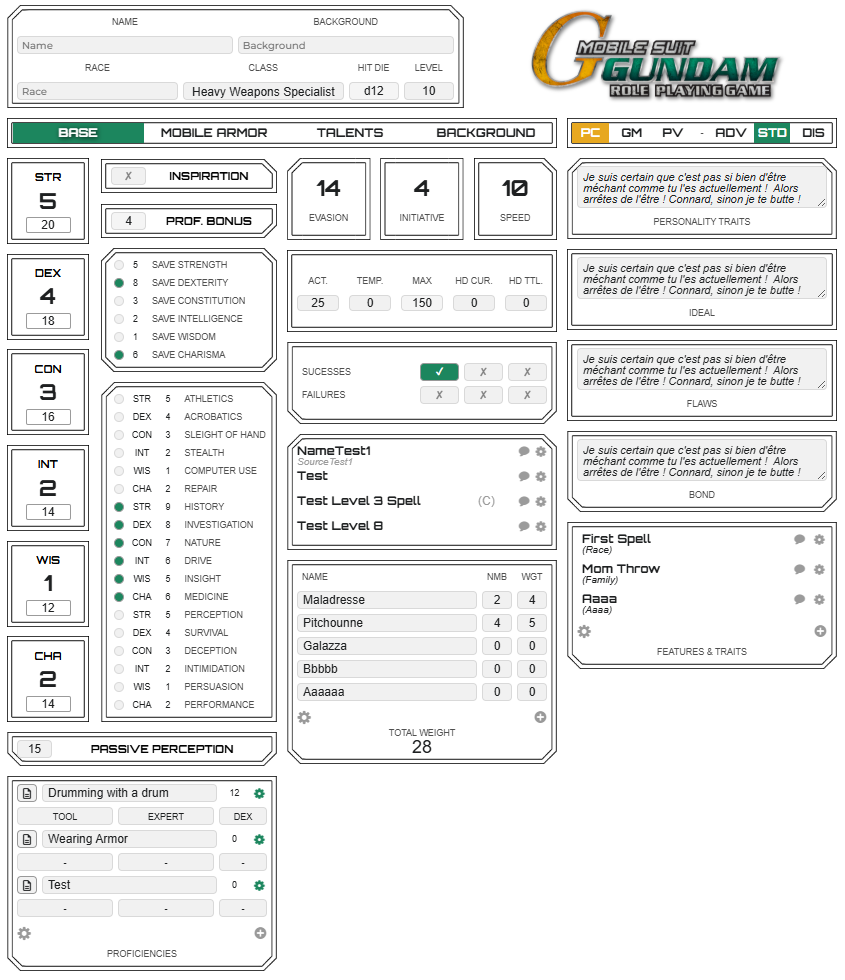 NAME BACKGROUND
Name Background
RACE CLASS HIT DIE LEVEL
Race Heavy Weapons Specialist d12 10
MOBILE SUIT
GUNDAM
ROLE PLAYING GAME
BASE MOBILE ARMOR TALENTS BACKGROUND
PC GM PV - ADV STD DIS
STR
5
20
DEX
4
18
CON
3
16
INT
2
14
WIS
1
12
CHA
2
14
✗ INSPIRATION
4 PROF. BONUS
5 SAVE STRENGTH
8 SAVE DEXTERITY
3 SAVE CONSTITUTION
2 SAVE INTELLIGENCE
1 SAVE WISDOM
6 SAVE CHARISMA
STR 5 ATHLETICS
DEX 4 ACROBATICS
CON 3 SLEIGHT OF HAND
INT 2 STEALTH
WIS 1 COMPUTER USE
CHA 2 REPAIR
STR 9 HISTORY
DEX 8 INVESTIGATION
CON 7 NATURE
INT 6 DRIVE
WIS 5 INSIGHT
CHA 6 MEDICINE
STR 5 PERCEPTION
DEX 4 SURVIVAL
CON 3 DECEPTION
INT 2 INTIMIDATION
WIS 1 PERSUASION
CHA 2 PERFORMANCE
15 PASSIVE PERCEPTION
Drumming with a drum 12
TOOL EXPERT DEX
Wearing Armor 0
- - -
Test 0
- - -
PROFICIENCIES
14 4 10
EVASION INITIATIVE SPEED
ACT. TEMP. MAX HD CUR. HD TTL.
25 0 150 0 0
SUCESSES ✓ ✗ ✗
FAILURES ✗ ✗ ✗
NameTest1
SourceTest1
Test
Test Level 3 Spell (C)
Test Level 8
NAME NMB WGT
Maladresse 2 4
Pitchounne 4 5
Galazza 0 0
Bbbbb 0 0
Aaaaaa 0 0
TOTAL WEIGHT
28
Je suis certain que c'est pas si bien d'être
méchant comme tu l'es actuellement ! Alors
arrêtes de l'être ! Connard, sinon je te butte !
PERSONALITY TRAITS
Je suis certain que c'est pas si bien d'être
méchant comme tu l'es actuellement ! Alors
arrêtes de l'être ! Connard, sinon je te butte !
IDEAL
Je suis certain que c'est pas si bien d'être
méchant comme tu l'es actuellement ! Alors
arrêtes de l'être ! Connard, sinon je te butte !
FLAWS
Je suis certain que c'est pas si bien d'être
méchant comme tu l'es actuellement ! Alors
arrêtes de l'être ! Connard, sinon je te butte !
BOND
First Spell
(Race)
Mom Throw
(Family)
Aaaa
(Aaaa)
FEATURES & TRAITS